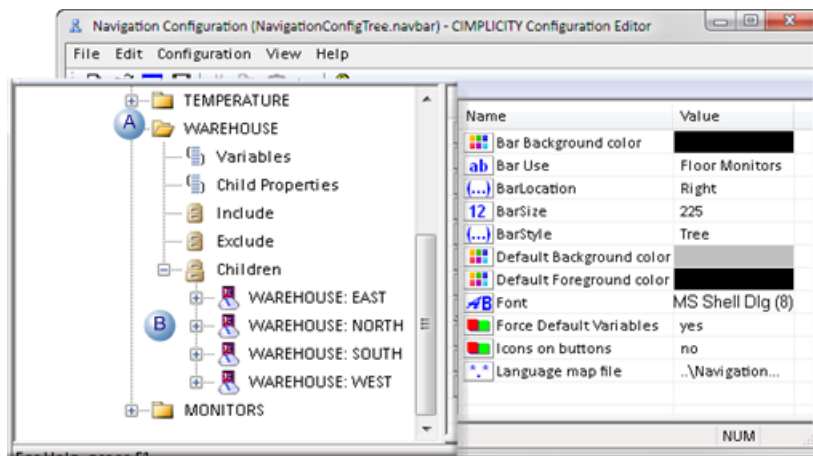 Navigation Configuration (NavigationConfigTree.navbar) - CIMPLICITY Configuration Editor
File Edit Configuration View Help
TEMPERATURE
A
WAREHOUSE
Variables
Child Properties
Include
Exclude
Children
WAREHOUSE: EAST
B
WAREHOUSE: NORTH
WAREHOUSE: SOUTH
WAREHOUSE: WEST
MONITORS
Name Value
Bar Background color
ab Bar Use Floor Monitors
(...) BarLocation Right
12 BarSize 225
(...) BarStyle Tree
Default Background color
Default Foreground color
AB Font MS Shell Dlg (8)
Force Default Variables yes
Icons on buttons no
"," Language map file ..\Navigation...
NUM